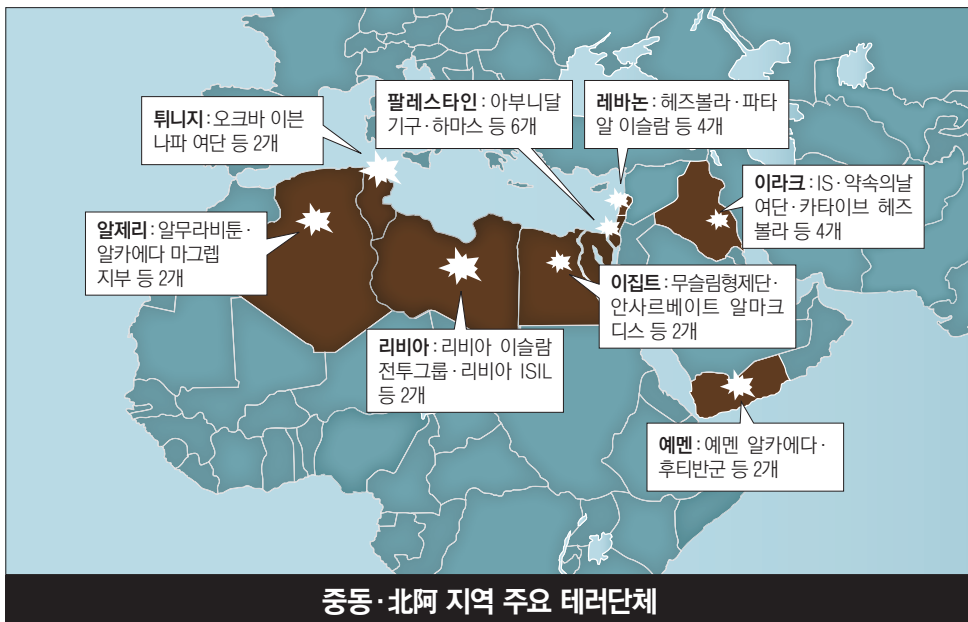 튀니지 : 오크바 이븐
나파 여단 등 2개
팔레스타인 : 아부니달
기구·하마스 등 6개
레바논 : 헤즈볼라·파타
알 이슬람 등 4개
이라크 : IS·약속의날
여단·카타이브 헤즈
볼라 등 4개
알제리 : 알무라비툰·
알카에다 마그렙
지부 등 2개
이집트 : 무슬림형제단·
안사르베이트 알마크
디스 등 2개
리비아 : 리비아 이슬람
전투그룹·리비아 ISIL
등 2개
예멘 : 예멘 알카에다·
후티반군 등 2개
중동·北阿 지역 주요 테러단체